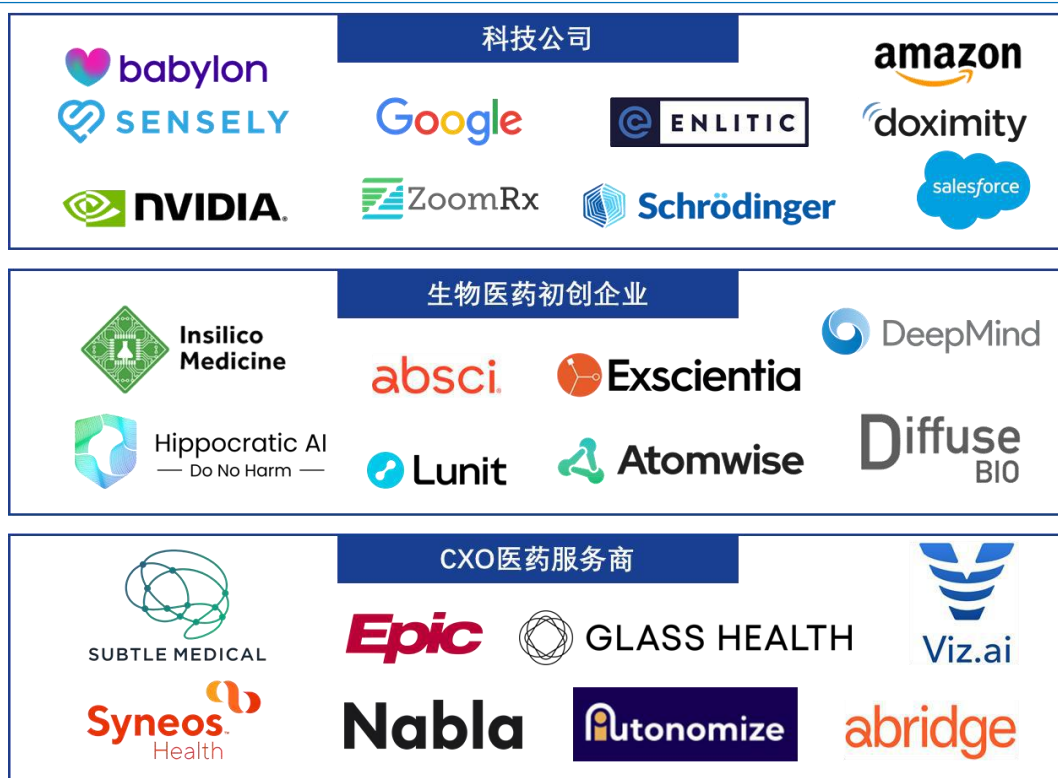 科技公司
babylon
amazon
SENSELY
Google
ENLITIC
doximity
NVIDIA.
ZoomRx
Schrödinger
salesforce
生物医药初创企业
Insilico
Medicine
absci
Exscientia
DeepMind
Hippocratic AI
Do No Harm
Lunit
Atomwise
Diffuse
BIO
CXO医药服务商
SUBTLE MEDICAL
Epic
GLASS HEALTH
Viz.ai
Syneos
Health
Nabla
Autonomize
abridge